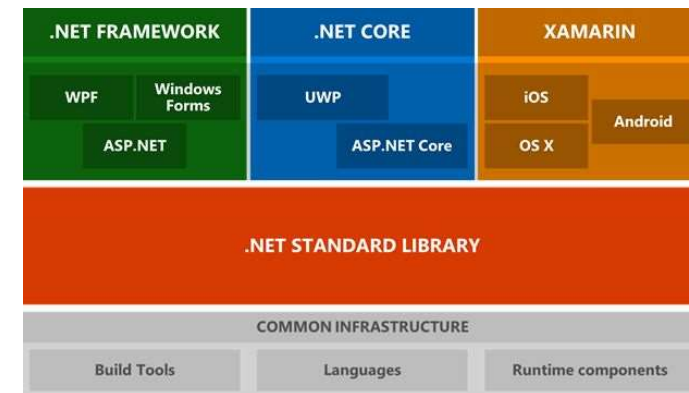 .NET FRAMEWORK
.NET CORE
XAMARIN
WPF
Windows
Forms
ASP.NET
UWP
ASP.NET Core
iOS
Android
OS X
.NET STANDARD LIBRARY
COMMON INFRASTRUCTURE
Build Tools
Languages
Runtime components